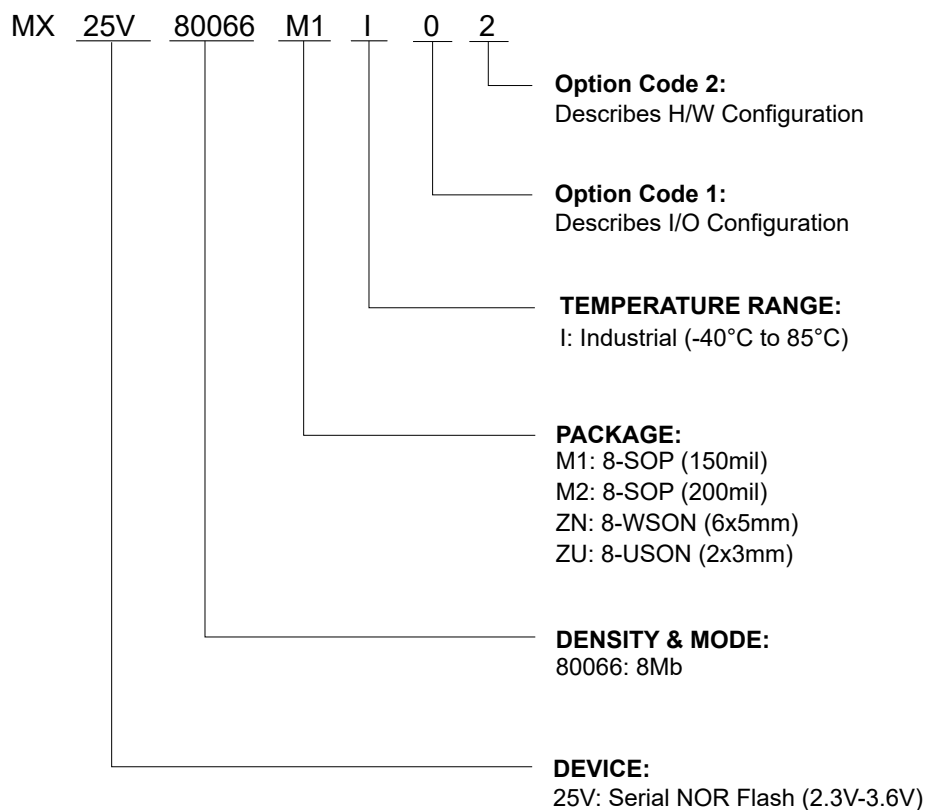 MX 25V 80066 M1 I 0 2
Option Code 2:
Describes H/W Configuration
Option Code 1:
Describes I/O Configuration
TEMPERATURE RANGE:
I: Industrial (-40°C to 85°C)
PACKAGE:
M1: 8-SOP (150mil)
M2: 8-SOP (200mil)
ZN: 8-WSON (6x5mm)
ZU: 8-USON (2x3mm)
DENSITY & MODE:
80066: 8Mb
DEVICE:
25V: Serial NOR Flash (2.3V-3.6V)